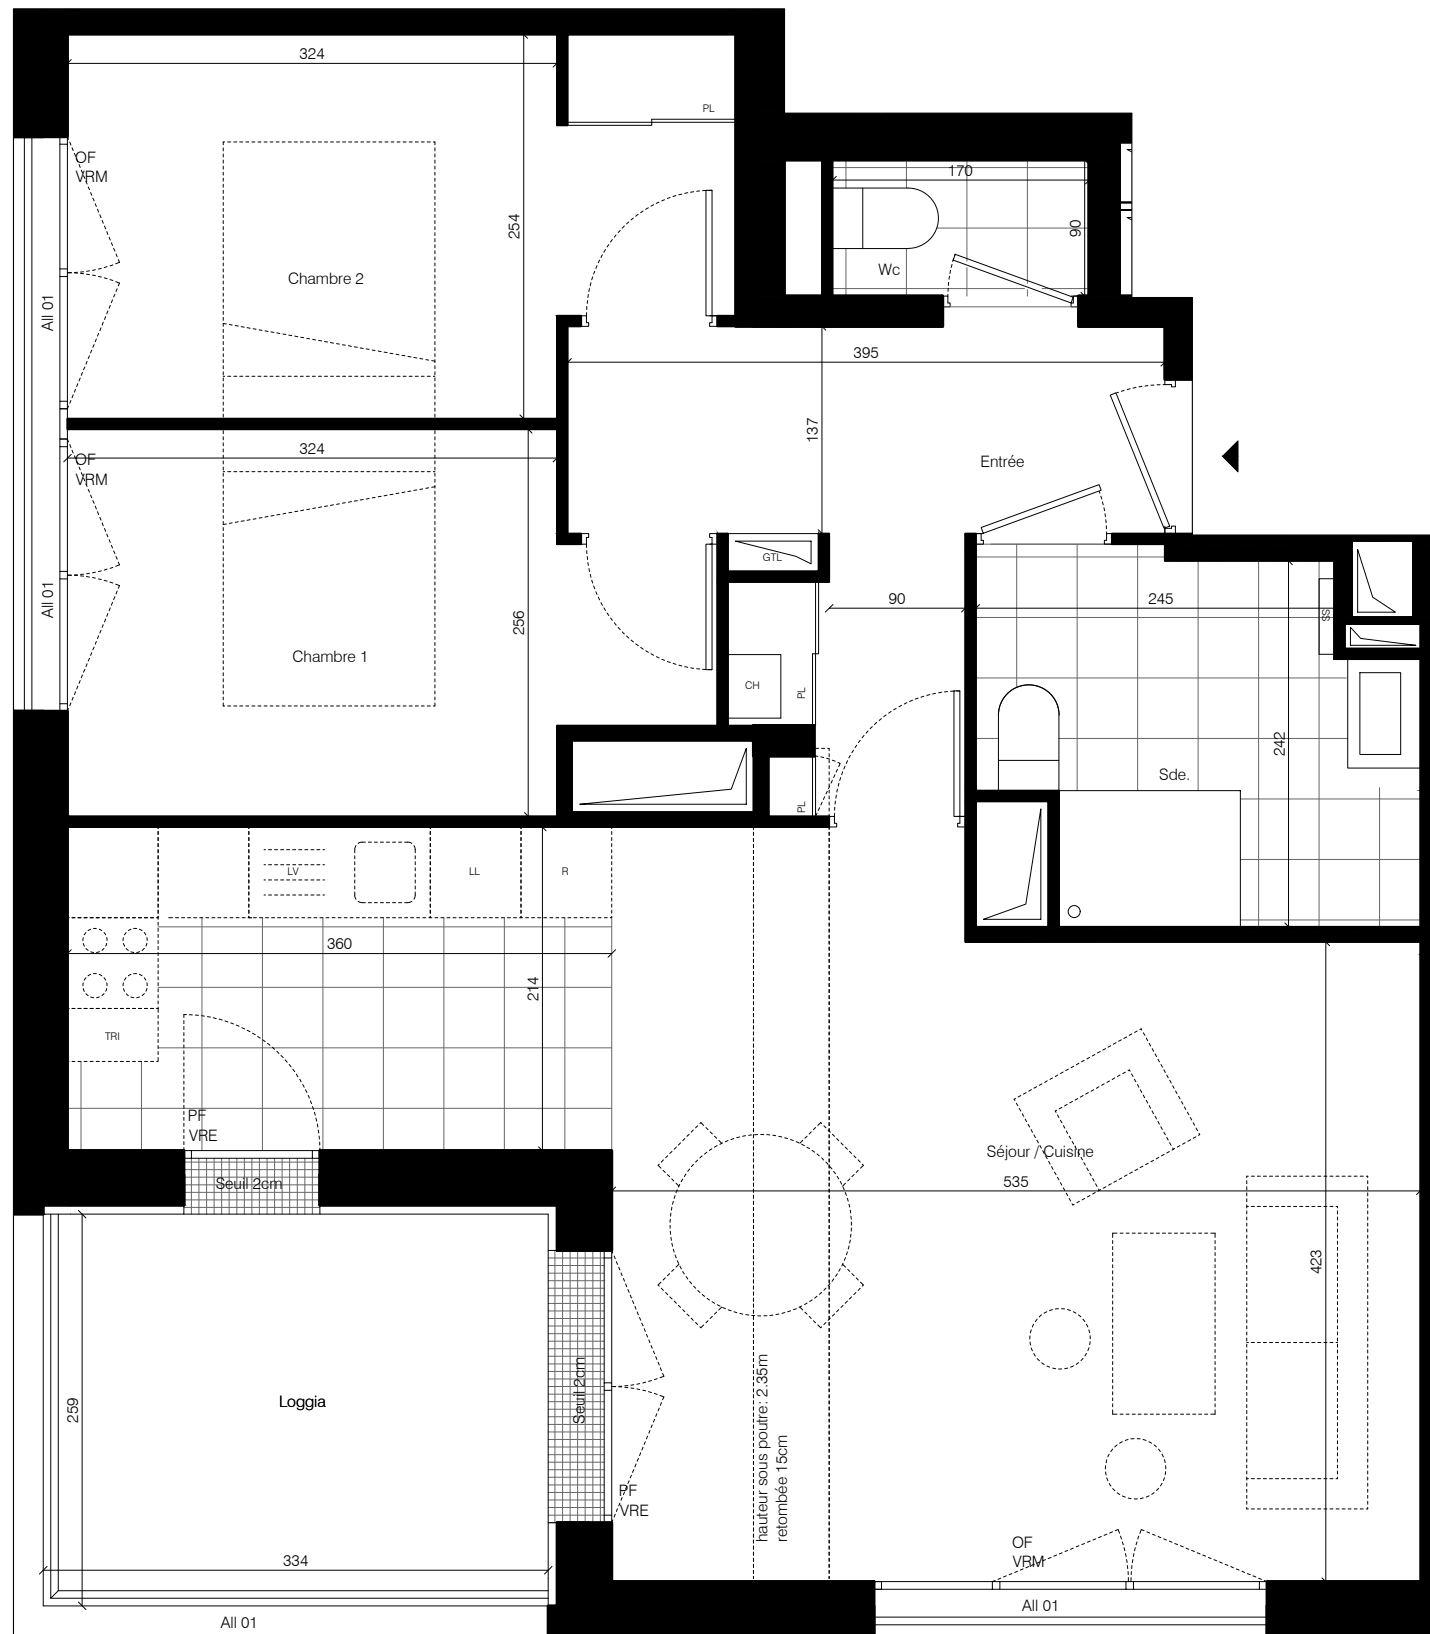 324
PL
OF
VRM
170
254
90
Wc
Chambre 2
All 01
395
137
324
OF
VRM
Entrée
GTL
All 01
90
245
SS
256
Chambre 1
CH
PL
242
Sde.
PL
LV
LL
R
360
214
TRI
PF
VRE
Séjour / Cuisine
Seuil 2cm
535
423
Seuil 2cm
hauteur sous poutre: 2.35m
retombée 15cm
259
Loggia
PF
VRE
OF
VRM
334
All 01
All 01